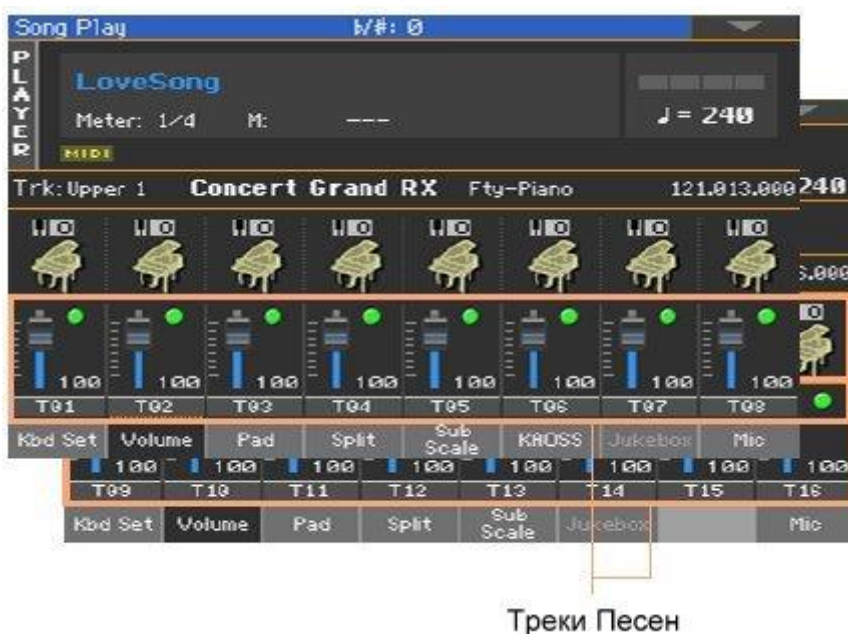 Song Play ♭/#: 0
PLAYER
LoveSong
Meter: 1/4 M: --- ♩= 240
MIDI
240
Trk:Upper 1 Concert Grand RX Fty-Piano 121.013.000
.000
100 100 100 100 100 100 100 100
T01 T02 T03 T04 T05 T06 T07 T08
Kbd Set Volume Pad Split Sub Scale KAOSS Jukebox Mic
100 100 100 100 100 100 100 100
T09 T10 T11 T12 T13 T14 T15 T16
Kbd Set Volume Pad Split Sub Scale Jukebox Mic
Треки Песен